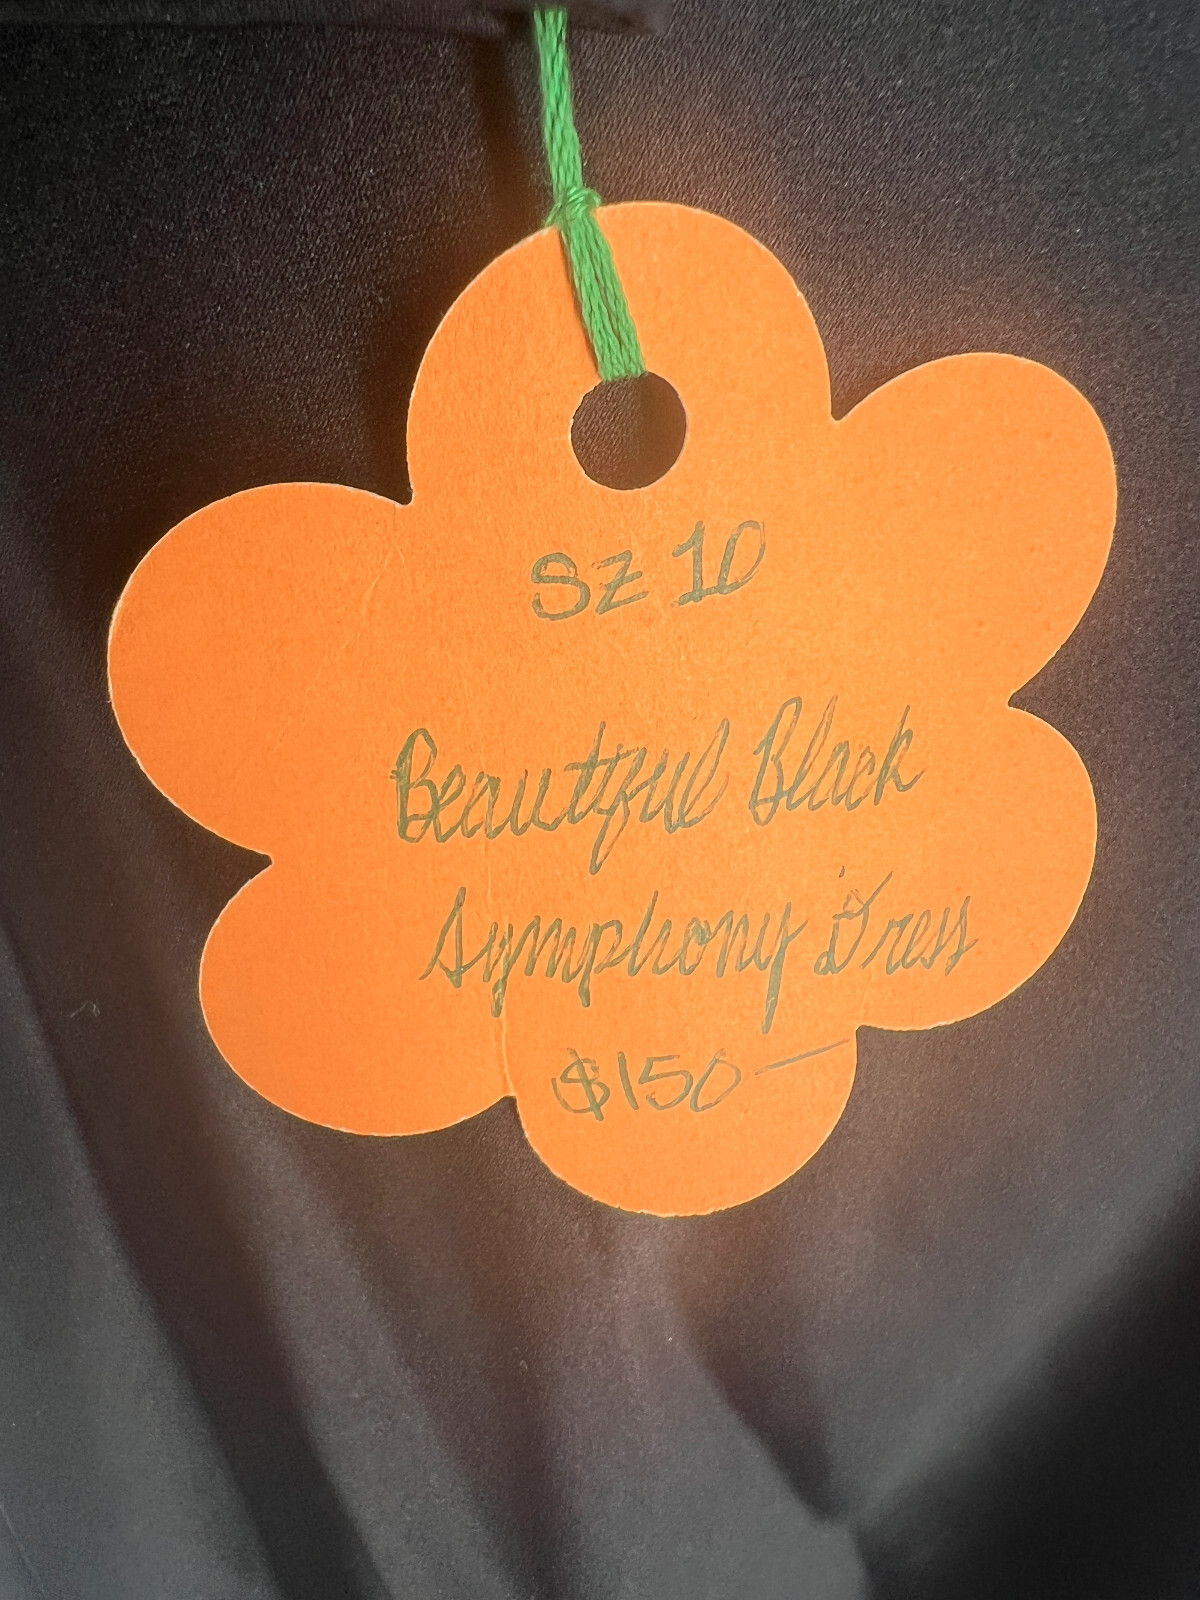 SZ 10
Beautiful Black
Symphony Dress
$150—